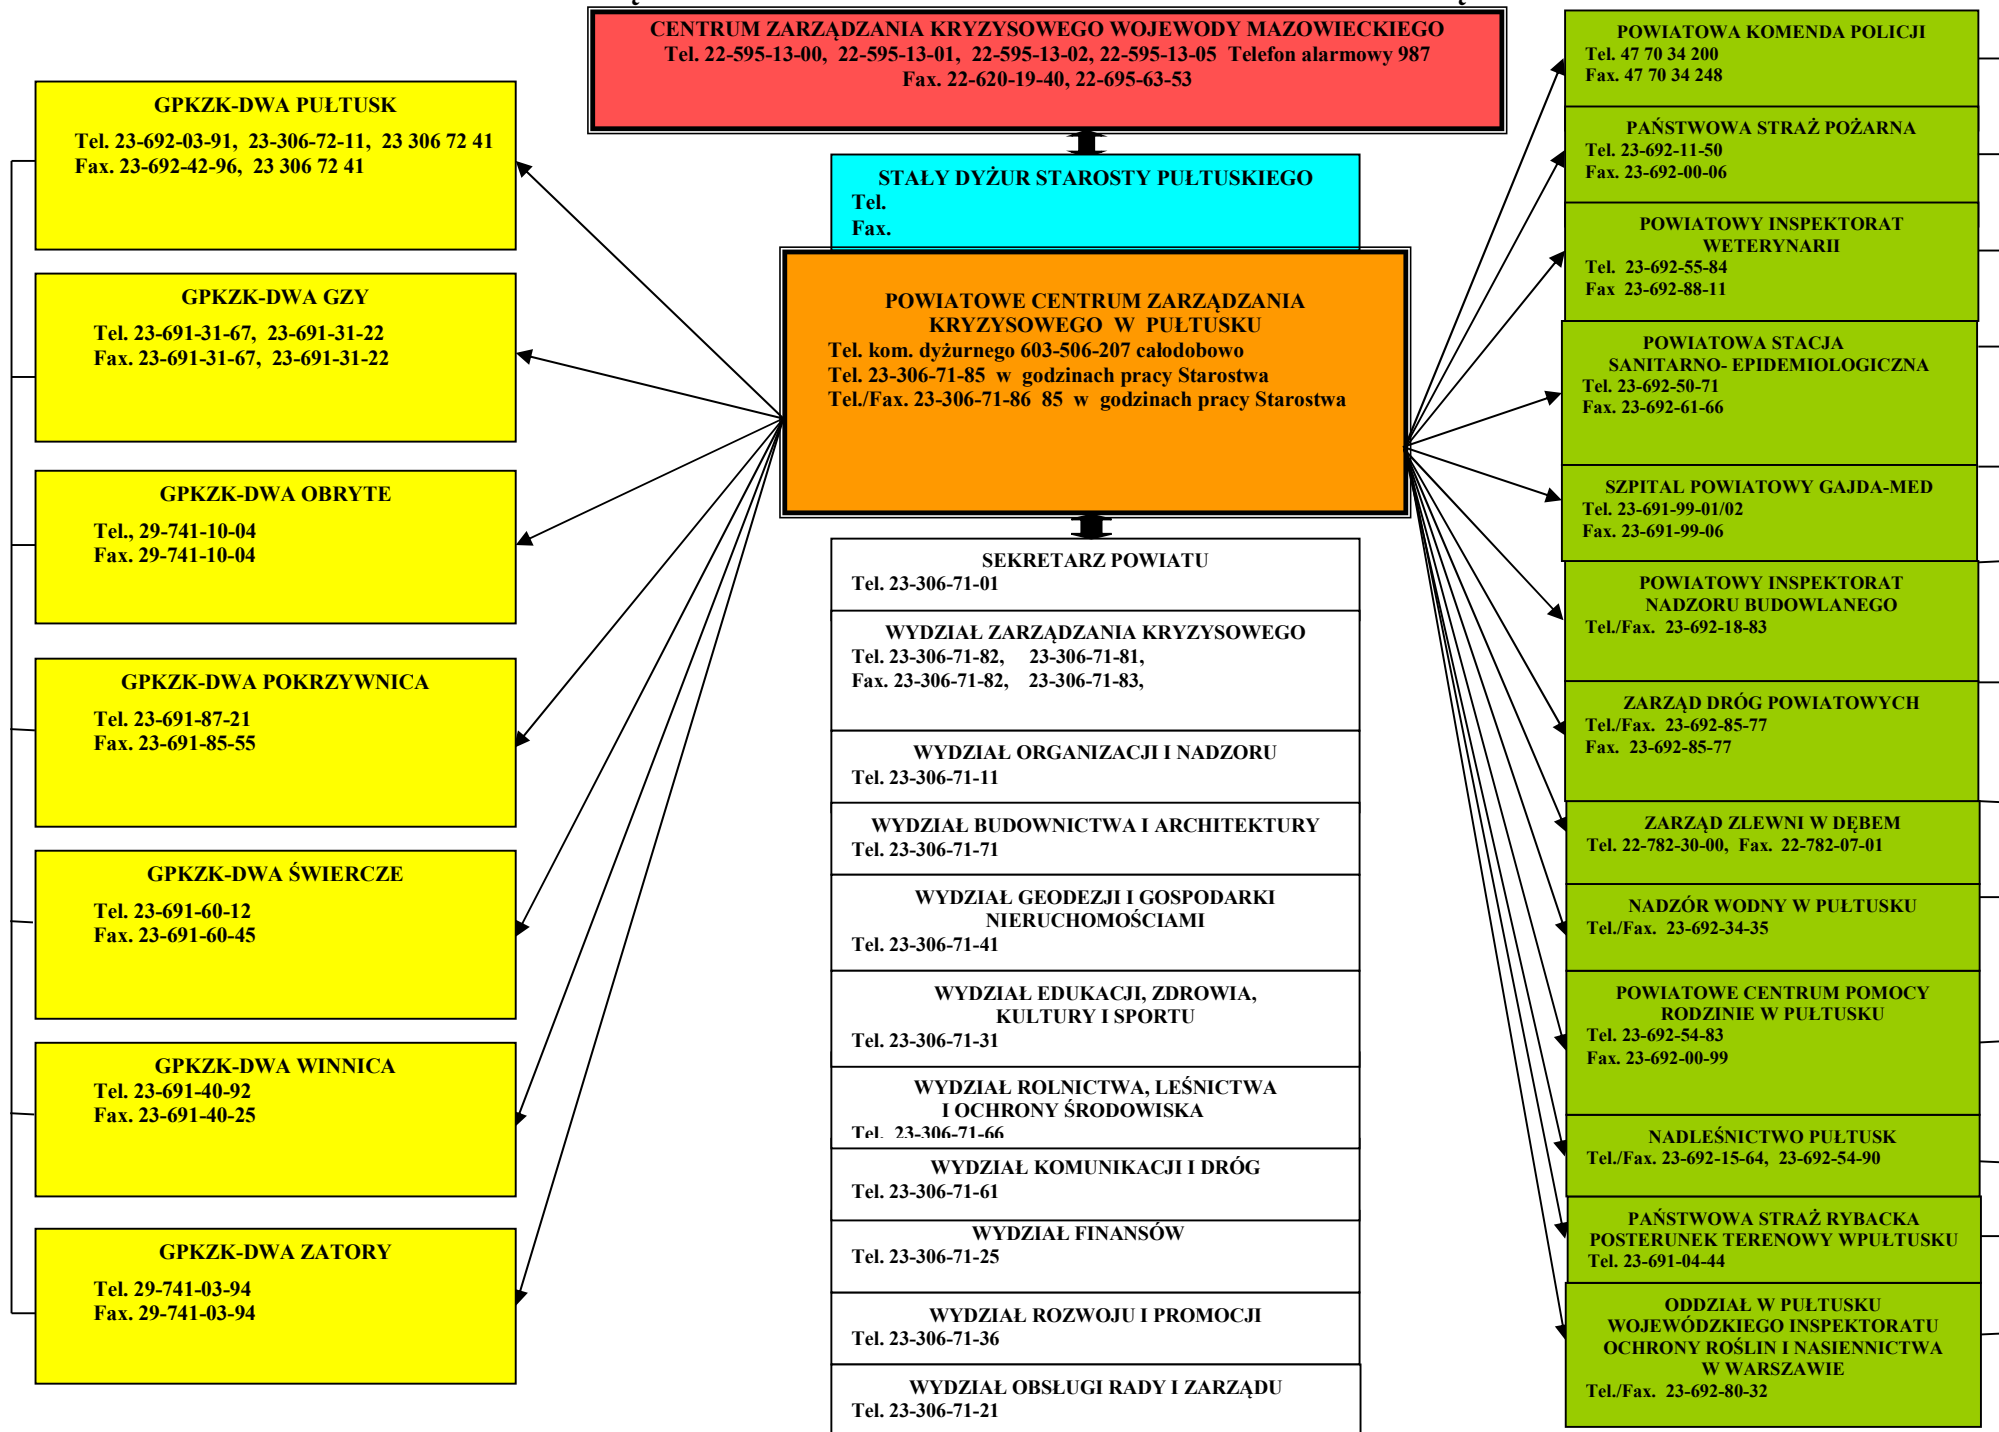 CENTRUM ZARZĄDZANIA KRYZYSOWEGO WOJEWODY MAZOWIECKIEGO
Tel. 22-595-13-00, 22-595-13-01, 22-595-13-02, 22-595-13-05 Telefon alarmowy 987
Fax. 22-620-19-40, 22-695-63-53
STAŁY DYŻUR STAROSTY PUŁTUSKIEGO
Tel.
Fax.
POWIATOWE CENTRUM ZARZĄDZANIA
KRYZYSOWEGO W PUŁTUSKU
Tel. kom. dyżurnego 603-506-207 całodobowo
Tel. 23-306-71-85 w godzinach pracy Starostwa
Tel./Fax. 23-306-71-86 85 w godzinach pracy Starostwa
GPKZK-DWA PUŁTUSK
Tel. 23-692-03-91, 23-306-72-11, 23 306 72 41
Fax. 23-692-42-96, 23 306 72 41
GPKZK-DWA GZY
Tel. 23-691-31-67, 23-691-31-22
Fax. 23-691-31-67, 23-691-31-22
GPKZK-DWA OBRYTE
Tel., 29-741-10-04
Fax. 29-741-10-04
GPKZK-DWA POKRZYWNICA
Tel. 23-691-87-21
Fax. 23-691-85-55
GPKZK-DWA ŚWIERCZE
Tel. 23-691-60-12
Fax. 23-691-60-45
GPKZK-DWA WINNICA
Tel. 23-691-40-92
Fax. 23-691-40-25
GPKZK-DWA ZATORY
Tel. 29-741-03-94
Fax. 29-741-03-94
SEKRETARZ POWIATU
Tel. 23-306-71-01
WYDZIAŁ ZARZĄDZANIA KRYZYSOWEGO
Tel. 23-306-71-82, 23-306-71-81,
Fax. 23-306-71-82, 23-306-71-83,
WYDZIAŁ ORGANIZACJI I NADZORU
Tel. 23-306-71-11
WYDZIAŁ BUDOWNICTWA I ARCHITEKTURY
Tel. 23-306-71-71
WYDZIAŁ GEODEZJI I GOSPODARKI
NIERUCHOMOŚCIAMI
Tel. 23-306-71-41
WYDZIAŁ EDUKACJI, ZDROWIA,
KULTURY I SPORTU
Tel. 23-306-71-31
WYDZIAŁ ROLNICTWA, LEŚNICTWA
I OCHRONY ŚRODOWISKA
Tel. 23-306-71-66
WYDZIAŁ KOMUNIKACJI I DRÓG
Tel. 23-306-71-61
WYDZIAŁ FINANSÓW
Tel. 23-306-71-25
WYDZIAŁ ROZWOJU I PROMOCJI
Tel. 23-306-71-36
WYDZIAŁ OBSŁUGI RADY I ZARZĄDU
Tel. 23-306-71-21
POWIATOWA KOMENDA POLICJI
Tel. 47 70 34 200
Fax. 47 70 34 248
PAŃSTWOWA STRAŻ POŻARNA
Tel. 23-692-11-50
Fax. 23-692-00-06
POWIATOWY INSPEKTORAT
WETERYNARII
Tel. 23-692-55-84
Fax 23-692-88-11
POWIATOWA STACJA
SANITARNO- EPIDEMIOLOGICZNA
Tel. 23-692-50-71
Fax. 23-692-61-66
SZPITAL POWIATOWY GAJDA-MED
Tel. 23-691-99-01/02
Fax. 23-691-99-06
POWIATOWY INSPEKTORAT
NADZORU BUDOWLANEGO
Tel./Fax. 23-692-18-83
ZARZĄD DRÓG POWIATOWYCH
Tel./Fax. 23-692-85-77
Fax. 23-692-85-77
ZARZĄD ZLEWNI W DĘBEM
Tel. 22-782-30-00, Fax. 22-782-07-01
NADZÓR WODNY W PUŁTUSKU
Tel./Fax. 23-692-34-35
POWIATOWE CENTRUM POMOCY
RODZINIE W PUŁTUSKU
Tel. 23-692-54-83
Fax. 23-692-00-99
NADLEŚNICTWO PUŁTUSK
Tel./Fax. 23-692-15-64, 23-692-54-90
PAŃSTWOWA STRAŻ RYBACKA
POSTERUNEK TERENOWY WPUŁTUSKU
Tel. 23-691-04-44
ODDZIAŁ W PUŁTUSKU
WOJEWÓDZKIEGO INSPEKTORATU
OCHRONY ROŚLIN I NASIENNICTWA
W WARSZAWIE
Tel./Fax. 23-692-80-32